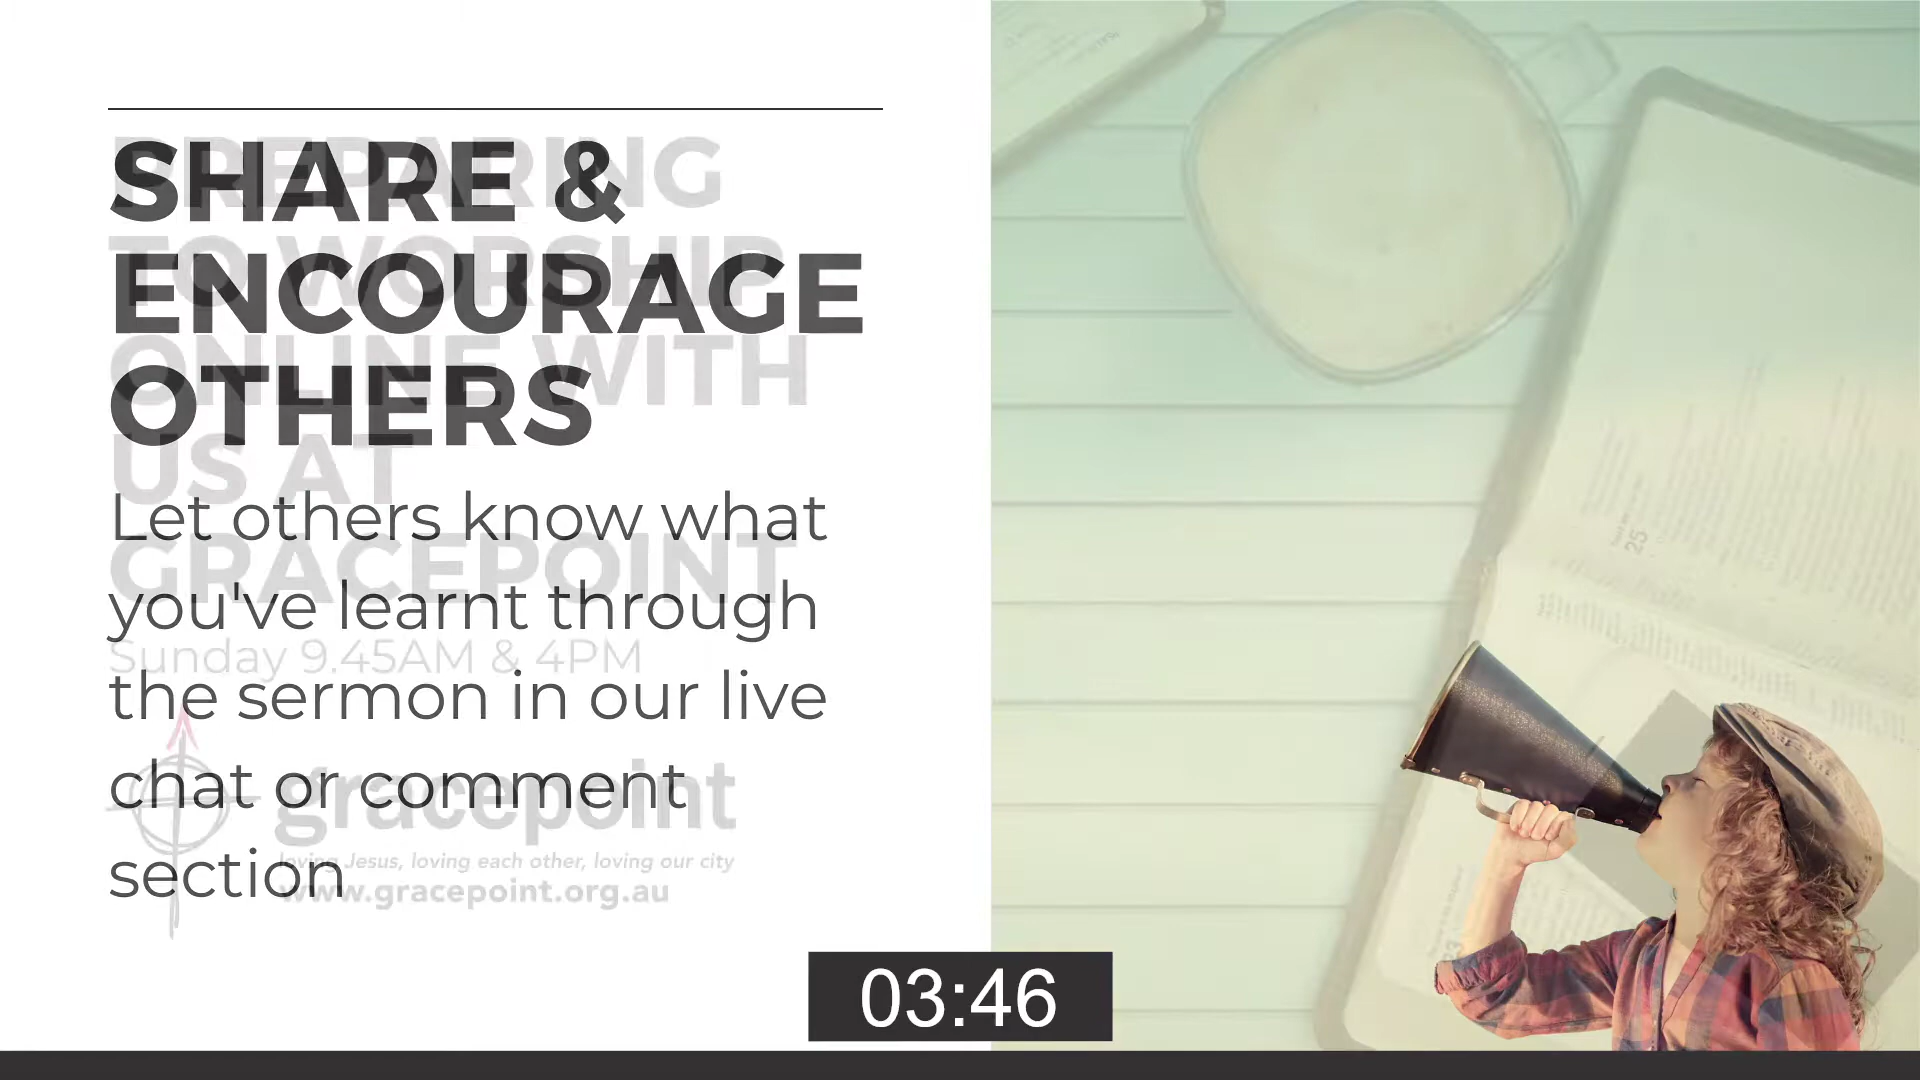 SHARE &
ENCOURAGE
OTHERS
Let others know what
you've learnt through
the sermon in our live
chat or comment
section
PREPARING
TO WORSHIP
ONLINE WITH
US AT
GRACEPOINT
Sunday 9.45AM & 4PM
gracepoint
loving Jesus, loving each other, loving our city
www.gracepoint.org.au
03:46
25